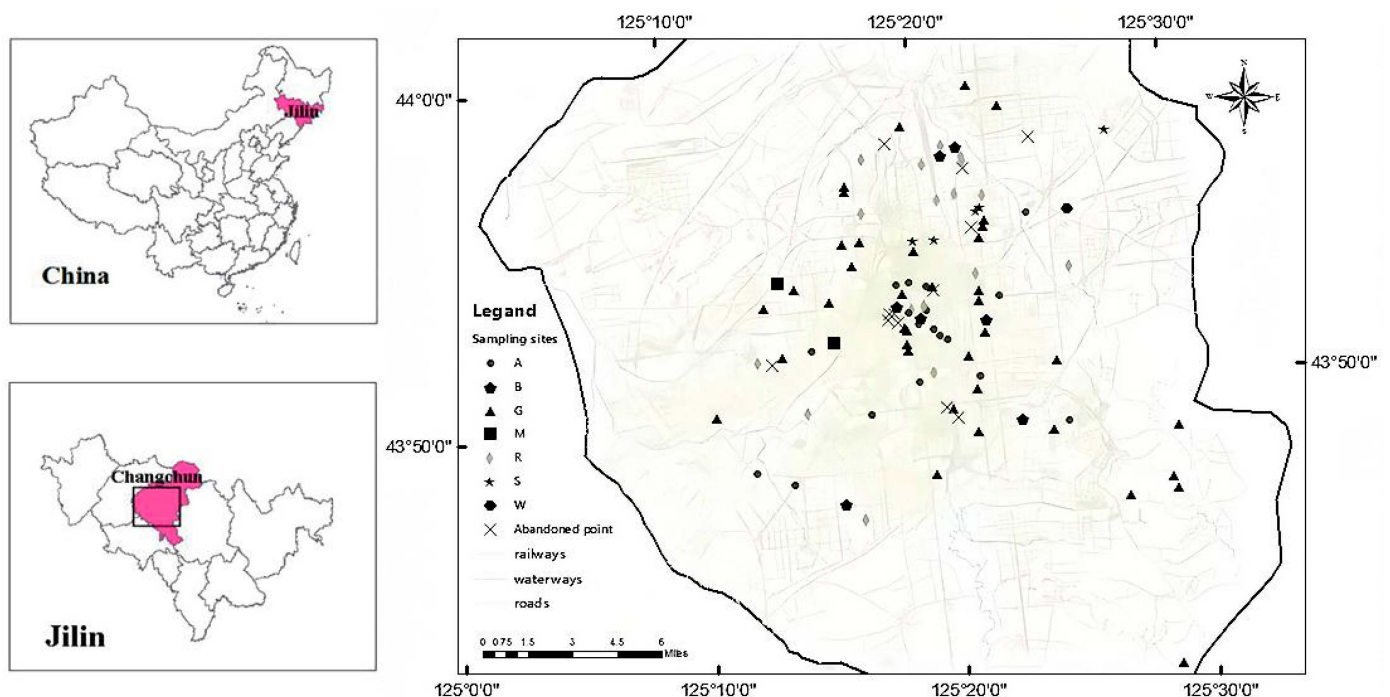 Jilin
China
Changchun
Jilin
125°10'0" 125°20'0" 125°30'0"
44°0'0"
43°50'0"
43°50'0"
125°0'0" 125°10'0" 125°20'0" 125°30'0"
N
W E
S
Legand
Sampling sites
A
B
G
M
R
S
W
Abandoned point
railways
waterways
roads
0 0.75 1.5 3 4.5 6
Miles